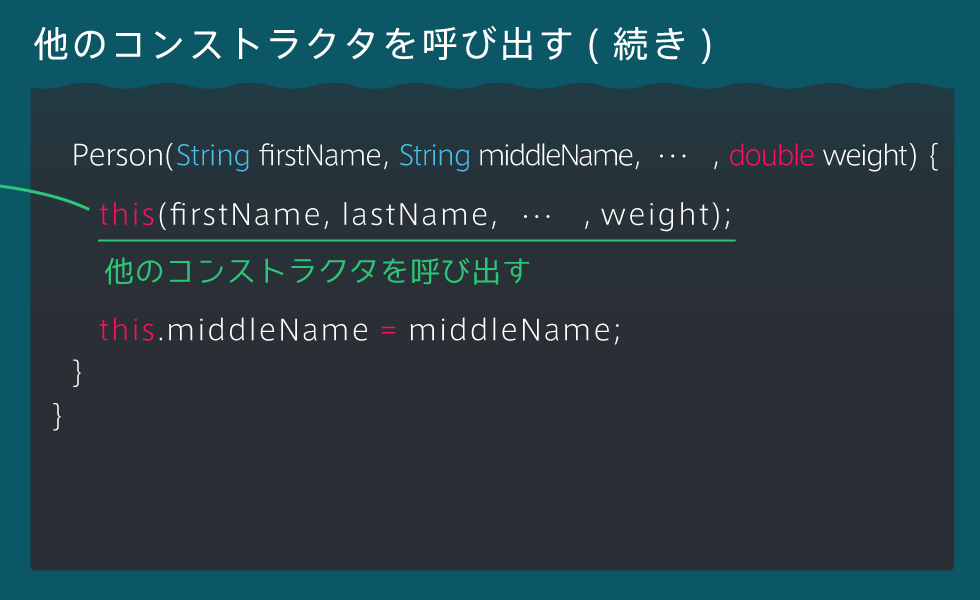 他のコンストラクタを呼び出す ( 続き )
Person(String firstName, String middleName, … , double weight) {
this(firstName, lastName, … , weight);
他のコンストラクタを呼び出す
this.middleName = middleName;
}
}